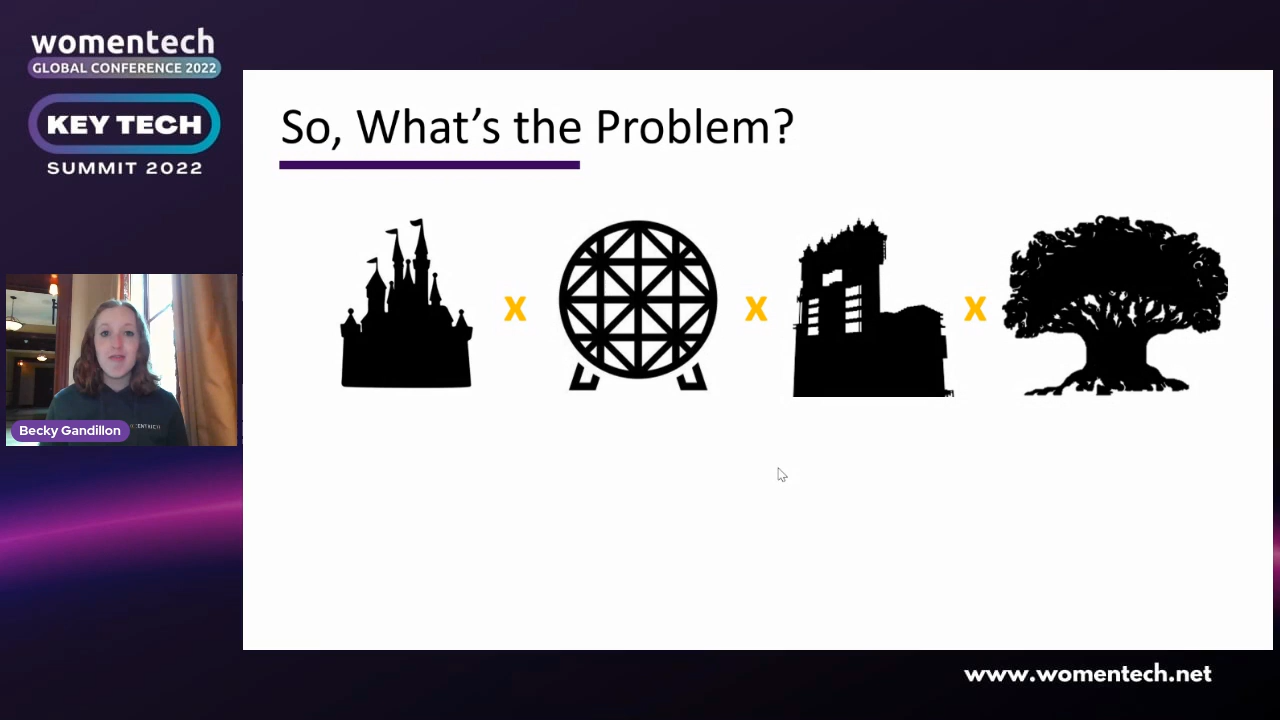 womentech
GLOBAL CONFERENCE 2022
KEY TECH
SUMMIT 2022
So, What's the Problem?
x x x
Becky Gandillon
www.womentech.net